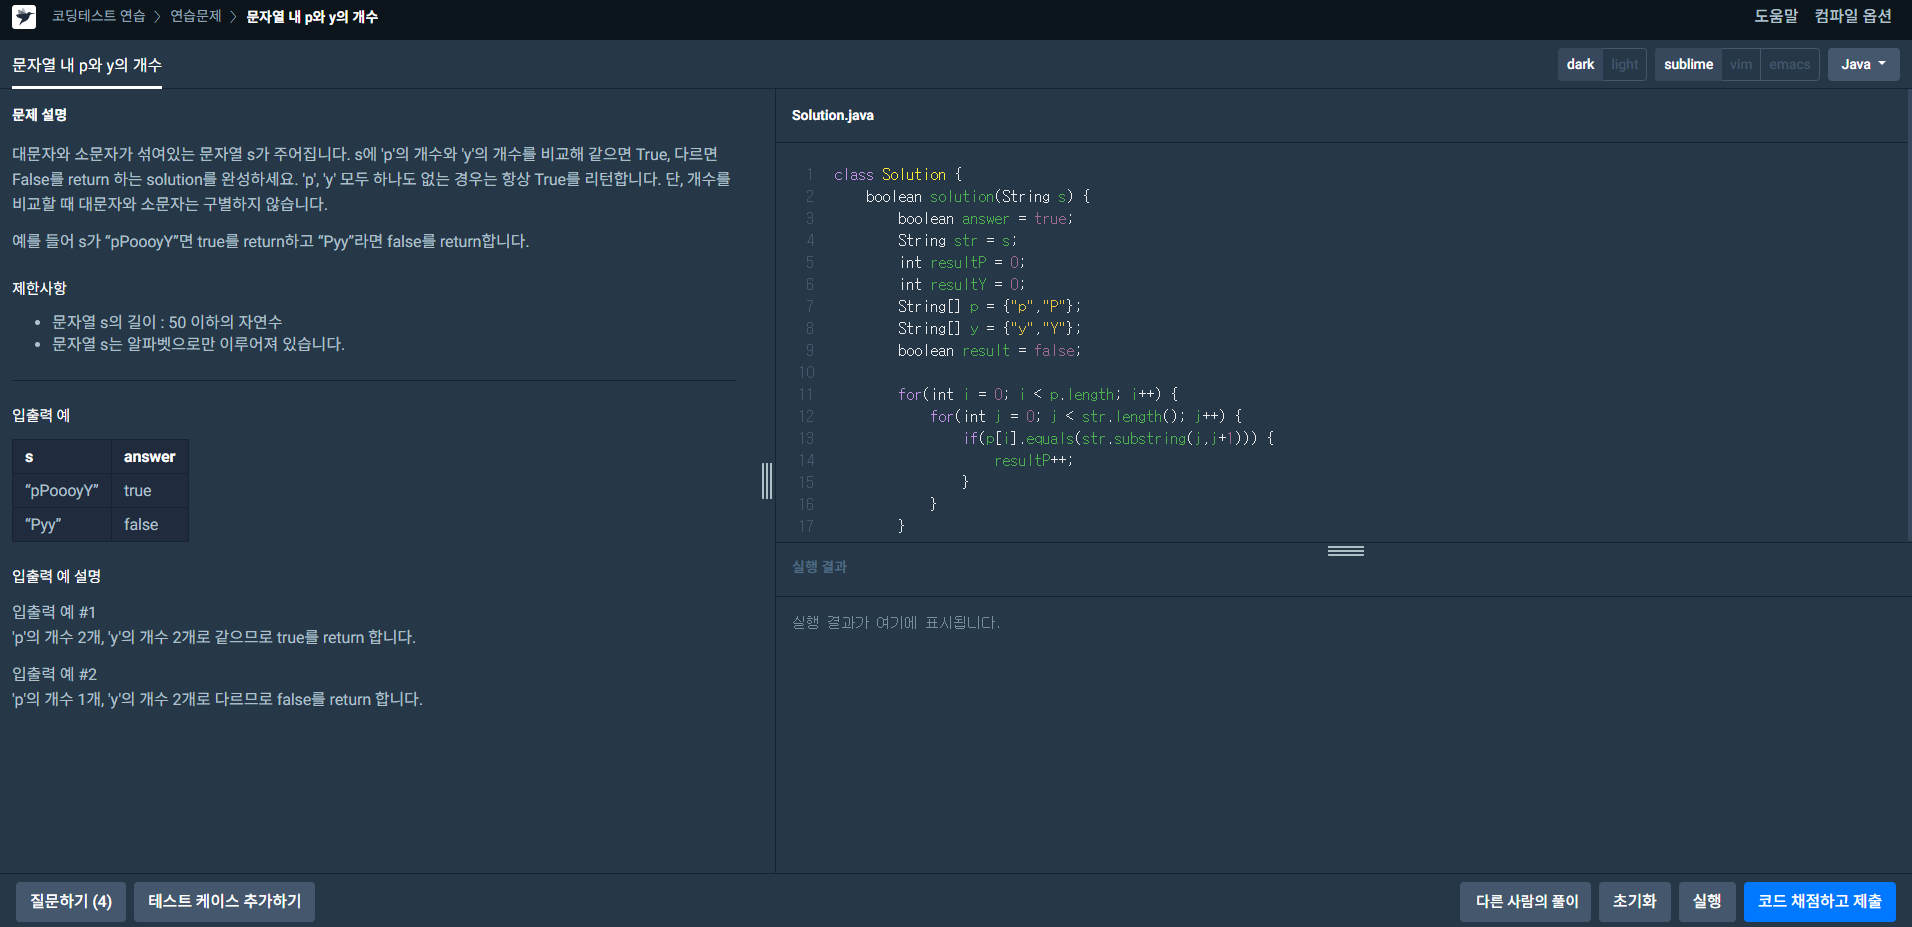 코딩테스트 연습 > 연습문제 > 문자열 내 p와 y의 개수
도움말 컴파일 옵션
문자열 내 p와 y의 개수
dark light sublime vim emacs Java
문제 설명
대문자와 소문자가 섞여있는 문자열 s가 주어집니다. s에 'p'의 개수와 'y'의 개수를 비교해 같으면 True, 다르면
False를 return 하는 solution를 완성하세요. 'p', 'y' 모두 하나도 없는 경우는 항상 True를 리턴합니다. 단, 개수를
비교할 때 대문자와 소문자는 구별하지 않습니다.
예를 들어 s가 “pPoooyY”면 true를 return하고 “Pyy”라면 false를 return합니다.
제한사항
• 문자열 s의 길이 : 50 이하의 자연수
• 문자열 s는 알파벳으로만 이루어져 있습니다.
입출력 예
s answer
“pPoooyY” true
“Pyy” false
입출력 예 설명
입출력 예 #1
'p'의 개수 2개, 'y'의 개수 2개로 같으므로 true를 return 합니다.
입출력 예 #2
'p'의 개수 1개, 'y'의 개수 2개로 다르므로 false를 return 합니다.
Solution.java
1 class Solution {
2 boolean solution(String s) {
3 boolean answer = true;
4 String str = s;
5 int resultP = 0;
6 int resultY = 0;
7 String[] p = {"p","P"};
8 String[] y = {"y","Y"};
9 boolean result = false;
10
11 for(int i = 0; i < p.length; i++) {
12 for(int j = 0; j < str.length(); j++) {
13 if(p[i].equals(str.substring(j,j+1))) {
14 resultP++;
15 }
16 }
17 }
실행 결과
실행 결과가 여기에 표시됩니다.
질문하기 (4) 테스트 케이스 추가하기 다른 사람의 풀이 초기화 실행 코드 채점하고 제출